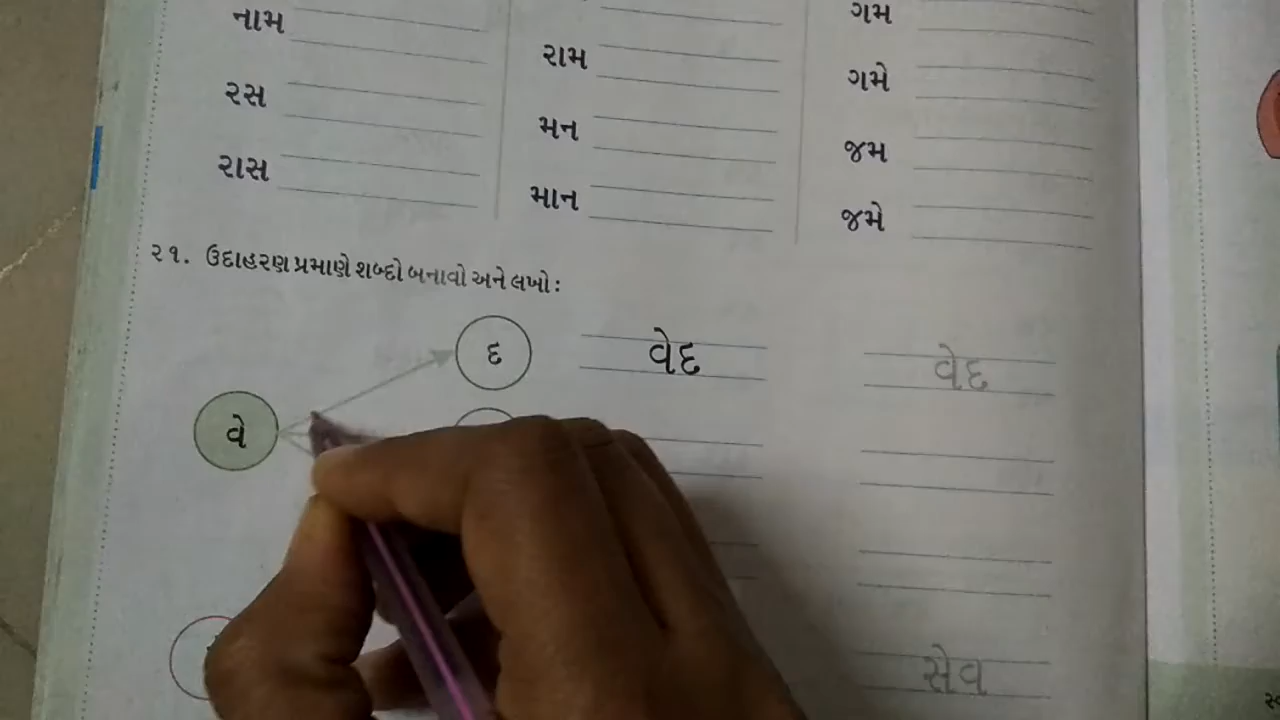 નામ
રસ
રાસ
રામ
મન
માન
ગમ
ગમે
જમ
જમે
૨૧. ઉદાહરણ પ્રમાણે શબ્દો બનાવો અને લખો :
વે
દ
વેદ
વેદ
સેવ